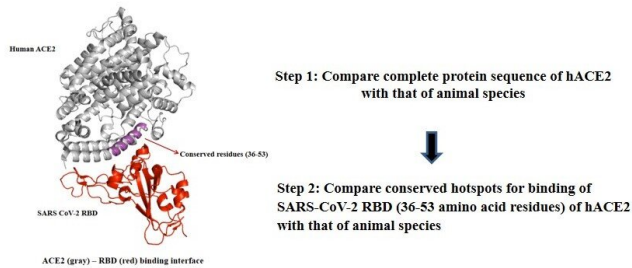 Human ACE2
Conserved residues (36-53)
SARS CoV-2 RBD
ACE2 (gray) – RBD (red) binding interface
Step 1: Compare complete protein sequence of hACE2
with that of animal species
Step 2: Compare conserved hotspots for binding of
SARS-CoV-2 RBD (36-53 amino acid residues) of hACE2
with that of animal species